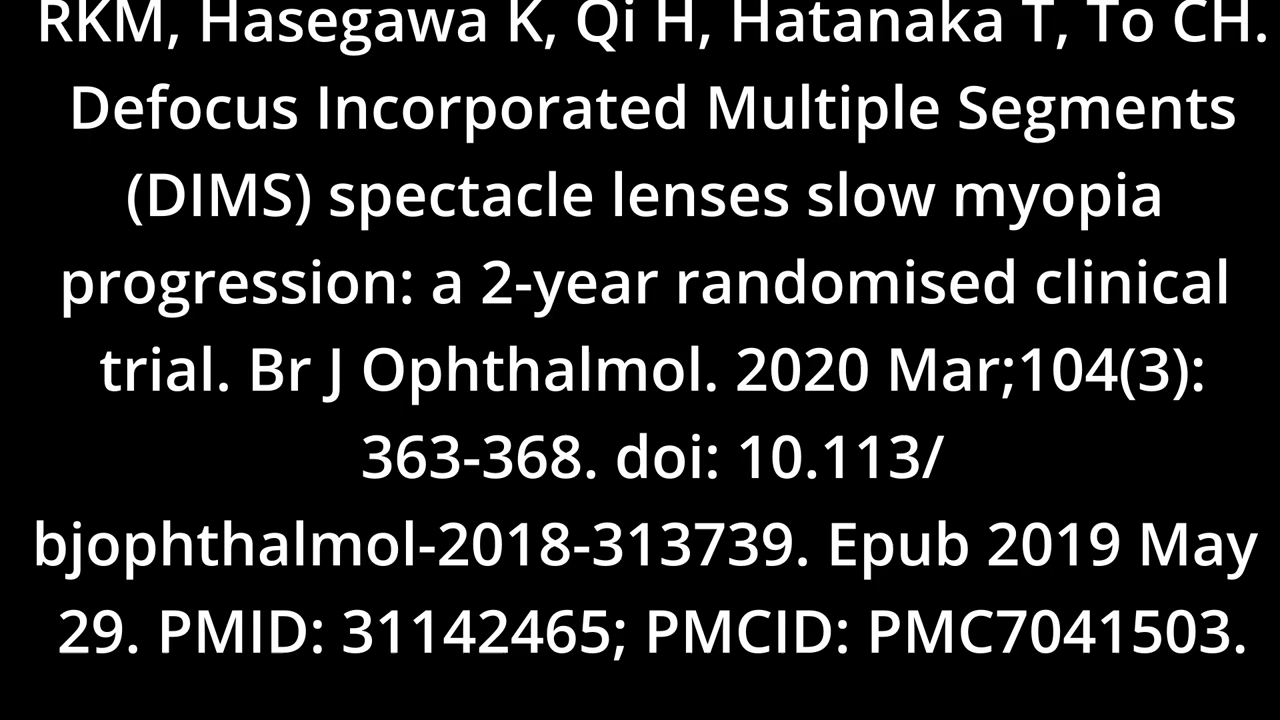 RKM, Hasegawa K, Qi H, Hatanaka T, To CH.
Defocus Incorporated Multiple Segments
(DIMS) spectacle lenses slow myopia
progression: a 2-year randomised clinical
trial. Br J Ophthalmol. 2020 Mar;104(3):
363-368. doi: 10.113/
bjophthalmol-2018-313739. Epub 2019 May
29. PMID: 31142465; PMCID: PMC7041503.